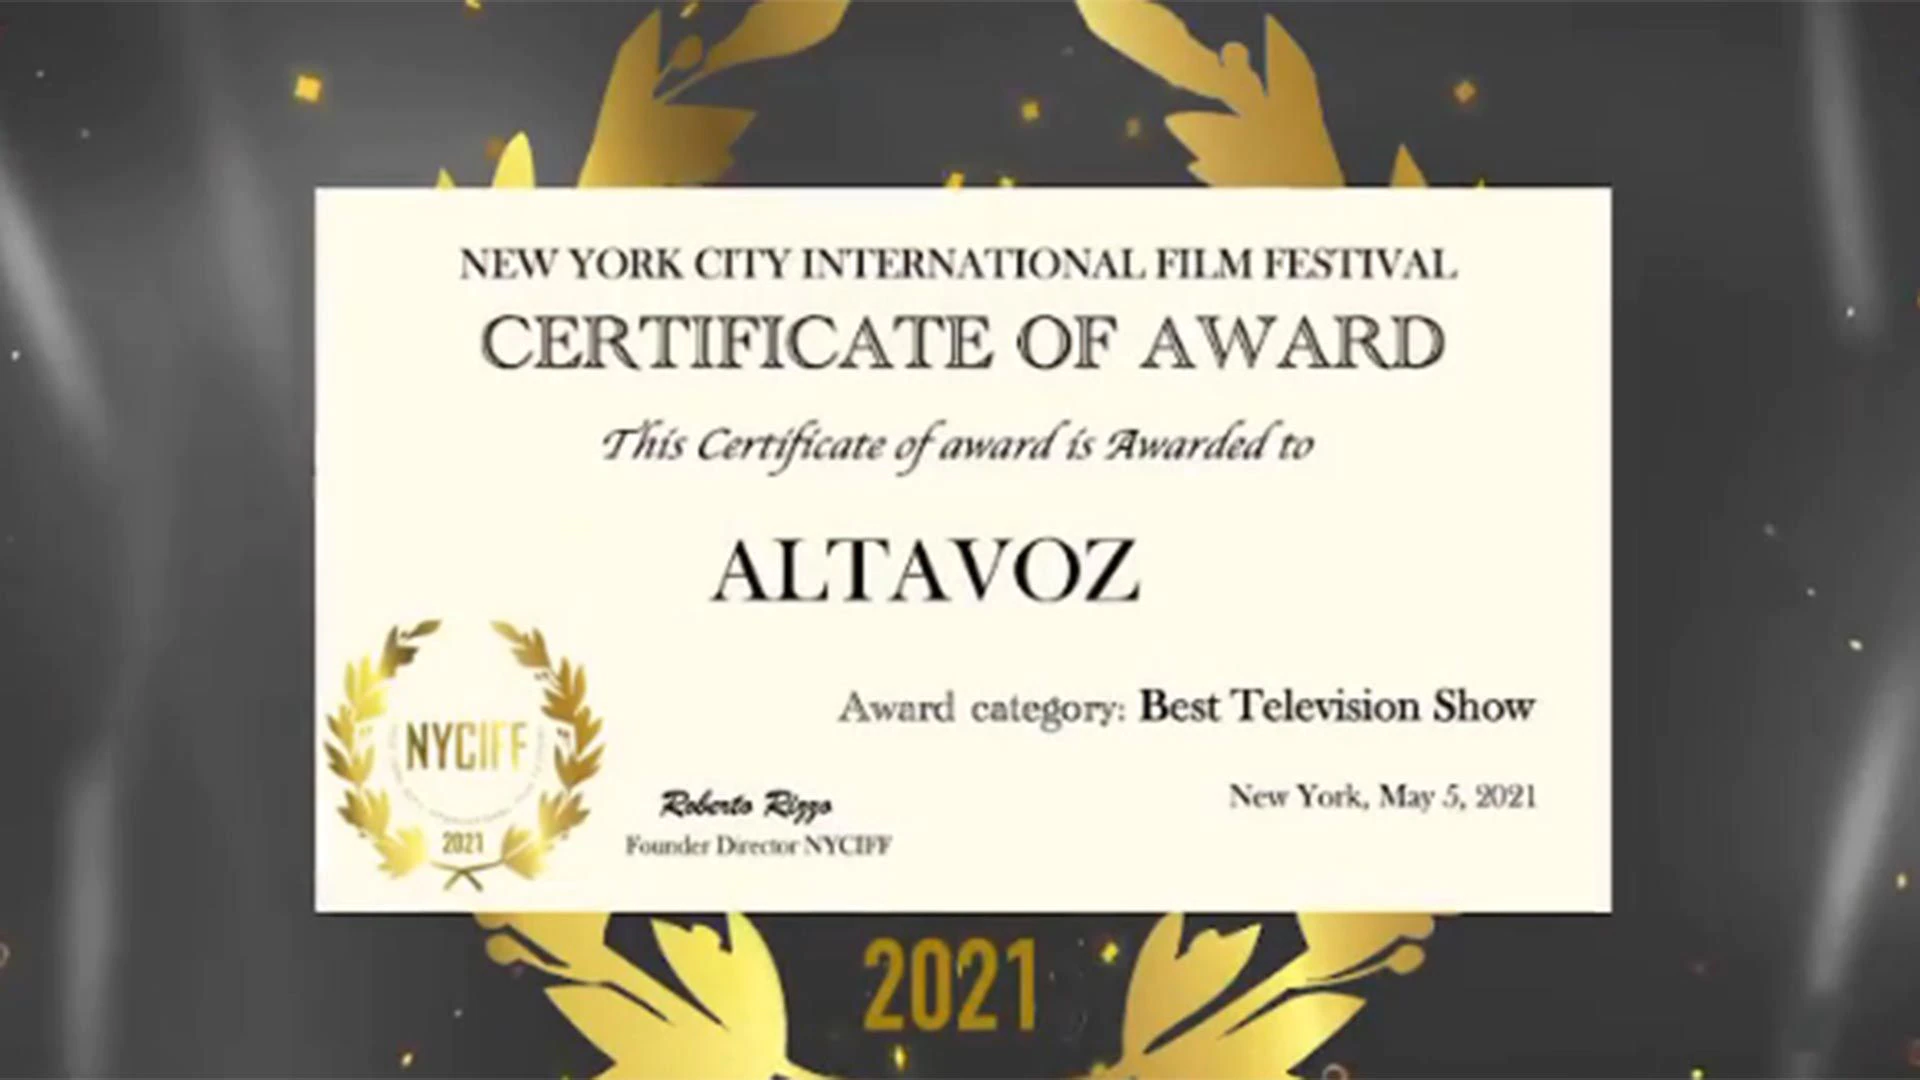 NEW YORK CITY INTERNATIONAL FILM FESTIVAL
CERTIFICATE OF AWARD
This Certificate of award is Awarded to
ALTAVOZ
Award category: Best Television Show
New York, May 5, 2021
Roberto Rizzo
Founder Director NYCIFF
NYCIFF
2021
2021